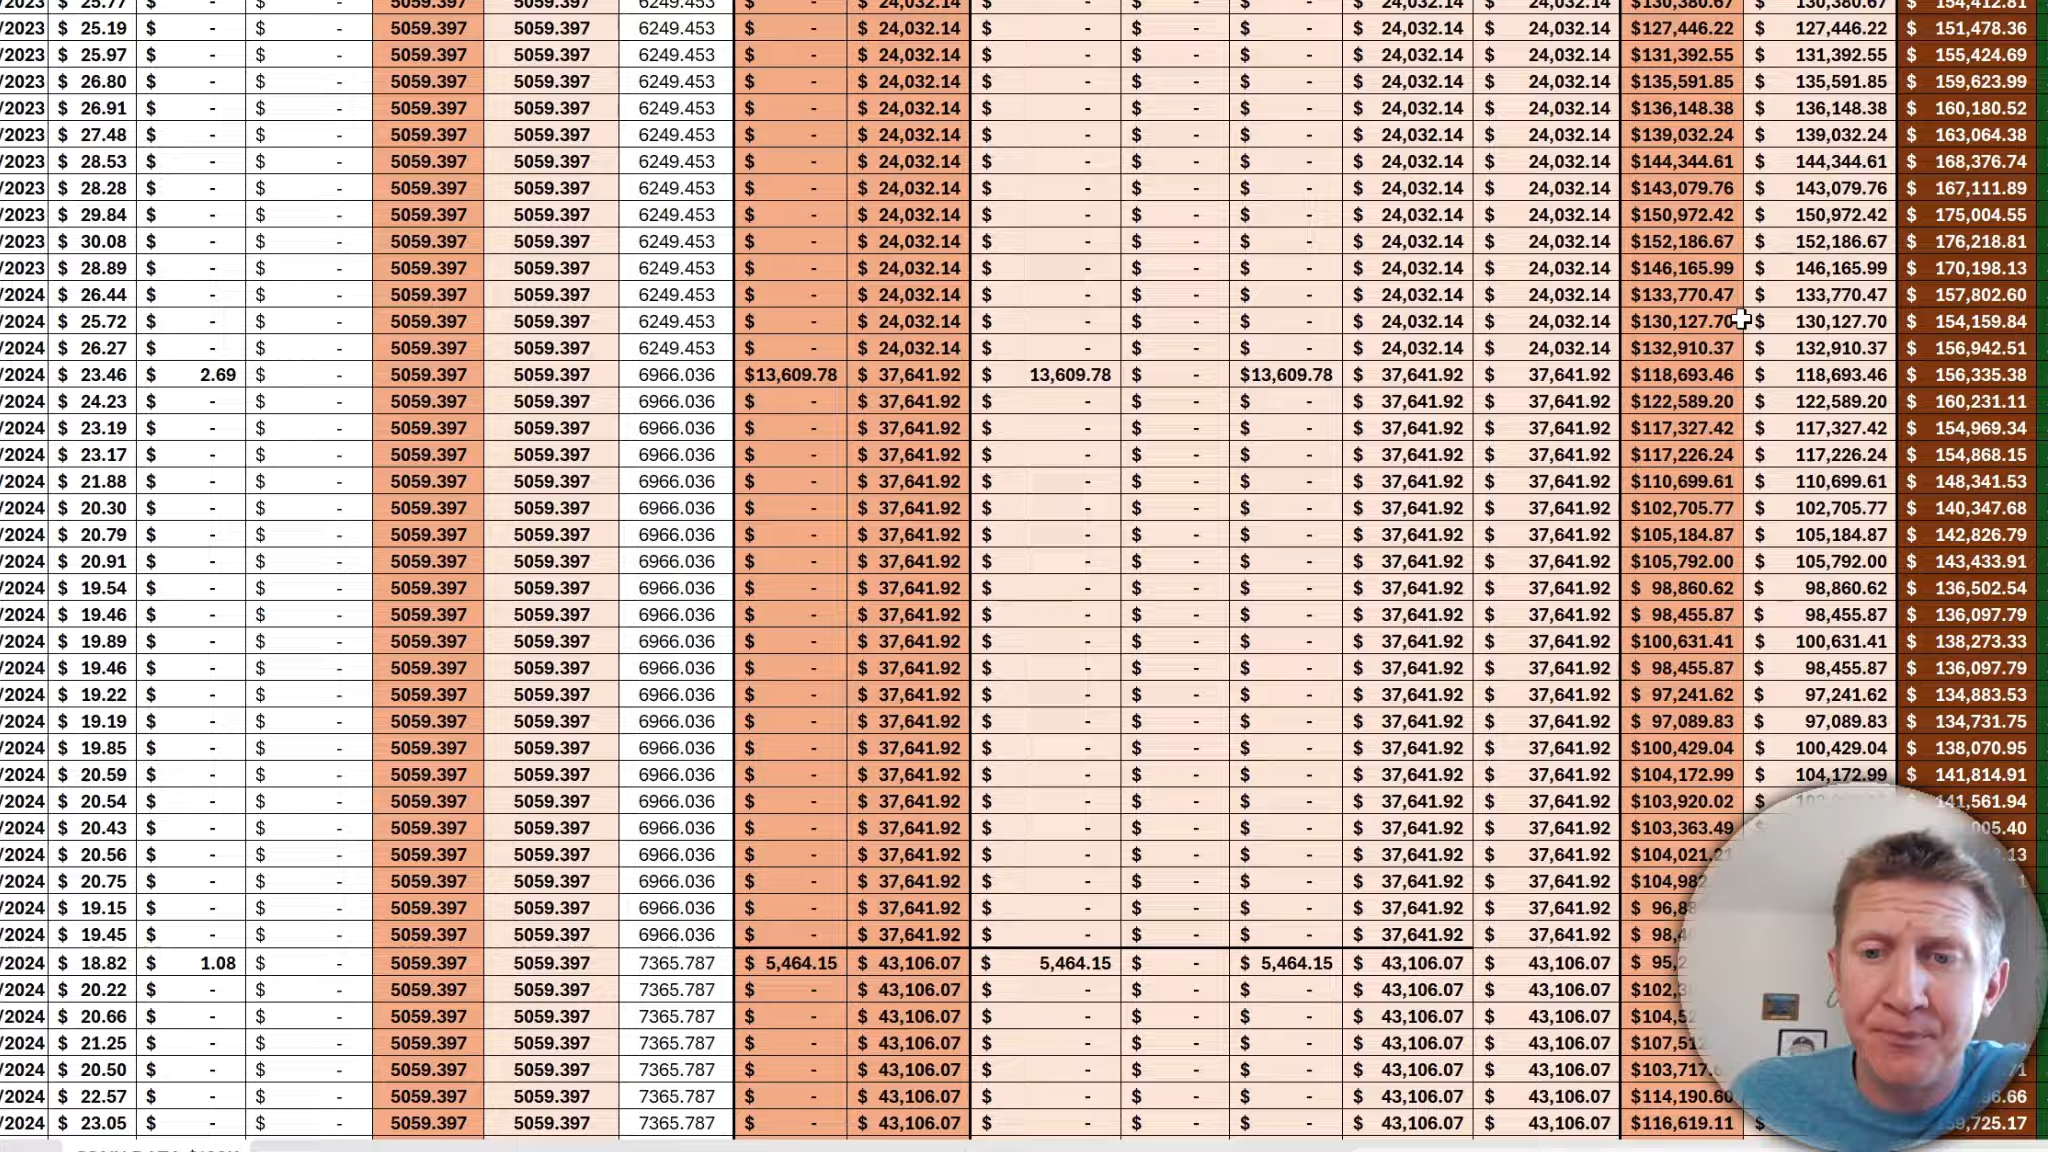 /2023 $ 25.77 $ - $ - 5059.397 5059.397 6249.453 $ - $ 24,032.14 $ - $ - $ - $ 24,032.14 $ 24,032.14 $130,380.67 $ 130,380.67 $ 154,412.81
/2023 $ 25.19 $ - $ - 5059.397 5059.397 6249.453 $ - $ 24,032.14 $ - $ - $ - $ 24,032.14 $ 24,032.14 $127,446.22 $ 127,446.22 $ 151,478.36
/2023 $ 25.97 $ - $ - 5059.397 5059.397 6249.453 $ - $ 24,032.14 $ - $ - $ - $ 24,032.14 $ 24,032.14 $131,392.55 $ 131,392.55 $ 155,424.69
/2023 $ 26.80 $ - $ - 5059.397 5059.397 6249.453 $ - $ 24,032.14 $ - $ - $ - $ 24,032.14 $ 24,032.14 $135,591.85 $ 135,591.85 $ 159,623.99
/2023 $ 26.91 $ - $ - 5059.397 5059.397 6249.453 $ - $ 24,032.14 $ - $ - $ - $ 24,032.14 $ 24,032.14 $136,148.38 $ 136,148.38 $ 160,180.52
/2023 $ 27.48 $ - $ - 5059.397 5059.397 6249.453 $ - $ 24,032.14 $ - $ - $ - $ 24,032.14 $ 24,032.14 $139,032.24 $ 139,032.24 $ 163,064.38
/2023 $ 28.53 $ - $ - 5059.397 5059.397 6249.453 $ - $ 24,032.14 $ - $ - $ - $ 24,032.14 $ 24,032.14 $144,344.61 $ 144,344.61 $ 168,376.74
/2023 $ 28.28 $ - $ - 5059.397 5059.397 6249.453 $ - $ 24,032.14 $ - $ - $ - $ 24,032.14 $ 24,032.14 $143,079.76 $ 143,079.76 $ 167,111.89
/2023 $ 29.84 $ - $ - 5059.397 5059.397 6249.453 $ - $ 24,032.14 $ - $ - $ - $ 24,032.14 $ 24,032.14 $150,972.42 $ 150,972.42 $ 175,004.55
/2023 $ 30.08 $ - $ - 5059.397 5059.397 6249.453 $ - $ 24,032.14 $ - $ - $ - $ 24,032.14 $ 24,032.14 $152,186.67 $ 152,186.67 $ 176,218.81
/2023 $ 28.89 $ - $ - 5059.397 5059.397 6249.453 $ - $ 24,032.14 $ - $ - $ - $ 24,032.14 $ 24,032.14 $146,165.99 $ 146,165.99 $ 170,198.13
/2024 $ 26.44 $ - $ - 5059.397 5059.397 6249.453 $ - $ 24,032.14 $ - $ - $ - $ 24,032.14 $ 24,032.14 $133,770.47 $ 133,770.47 $ 157,802.60
/2024 $ 25.72 $ - $ - 5059.397 5059.397 6249.453 $ - $ 24,032.14 $ - $ - $ - $ 24,032.14 $ 24,032.14 $130,127.70 $ 130,127.70 $ 154,159.84
/2024 $ 26.27 $ - $ - 5059.397 5059.397 6249.453 $ - $ 24,032.14 $ - $ - $ - $ 24,032.14 $ 24,032.14 $132,910.37 $ 132,910.37 $ 156,942.51
/2024 $ 23.46 $ 2.69 $ - 5059.397 5059.397 6966.036 $13,609.78 $ 37,641.92 $ 13,609.78 $ - $13,609.78 $ 37,641.92 $ 37,641.92 $118,693.46 $ 118,693.46 $ 156,335.38
/2024 $ 24.23 $ - $ - 5059.397 5059.397 6966.036 $ - $ 37,641.92 $ - $ - $ - $ 37,641.92 $ 37,641.92 $122,589.20 $ 122,589.20 $ 160,231.11
/2024 $ 23.19 $ - $ - 5059.397 5059.397 6966.036 $ - $ 37,641.92 $ - $ - $ - $ 37,641.92 $ 37,641.92 $117,327.42 $ 117,327.42 $ 154,969.34
/2024 $ 23.17 $ - $ - 5059.397 5059.397 6966.036 $ - $ 37,641.92 $ - $ - $ - $ 37,641.92 $ 37,641.92 $117,226.24 $ 117,226.24 $ 154,868.15
/2024 $ 21.88 $ - $ - 5059.397 5059.397 6966.036 $ - $ 37,641.92 $ - $ - $ - $ 37,641.92 $ 37,641.92 $110,699.61 $ 110,699.61 $ 148,341.53
/2024 $ 20.30 $ - $ - 5059.397 5059.397 6966.036 $ - $ 37,641.92 $ - $ - $ - $ 37,641.92 $ 37,641.92 $102,705.77 $ 102,705.77 $ 140,347.68
/2024 $ 20.79 $ - $ - 5059.397 5059.397 6966.036 $ - $ 37,641.92 $ - $ - $ - $ 37,641.92 $ 37,641.92 $105,184.87 $ 105,184.87 $ 142,826.79
/2024 $ 20.91 $ - $ - 5059.397 5059.397 6966.036 $ - $ 37,641.92 $ - $ - $ - $ 37,641.92 $ 37,641.92 $105,792.00 $ 105,792.00 $ 143,433.91
/2024 $ 19.54 $ - $ - 5059.397 5059.397 6966.036 $ - $ 37,641.92 $ - $ - $ - $ 37,641.92 $ 37,641.92 $ 98,860.62 $ 98,860.62 $ 136,502.54
/2024 $ 19.46 $ - $ - 5059.397 5059.397 6966.036 $ - $ 37,641.92 $ - $ - $ - $ 37,641.92 $ 37,641.92 $ 98,455.87 $ 98,455.87 $ 136,097.79
/2024 $ 19.89 $ - $ - 5059.397 5059.397 6966.036 $ - $ 37,641.92 $ - $ - $ - $ 37,641.92 $ 37,641.92 $100,631.41 $ 100,631.41 $ 138,273.33
/2024 $ 19.46 $ - $ - 5059.397 5059.397 6966.036 $ - $ 37,641.92 $ - $ - $ - $ 37,641.92 $ 37,641.92 $ 98,455.87 $ 98,455.87 $ 136,097.79
/2024 $ 19.22 $ - $ - 5059.397 5059.397 6966.036 $ - $ 37,641.92 $ - $ - $ - $ 37,641.92 $ 37,641.92 $ 97,241.62 $ 97,241.62 $ 134,883.53
/2024 $ 19.19 $ - $ - 5059.397 5059.397 6966.036 $ - $ 37,641.92 $ - $ - $ - $ 37,641.92 $ 37,641.92 $ 97,089.83 $ 97,089.83 $ 134,731.75
/2024 $ 19.85 $ - $ - 5059.397 5059.397 6966.036 $ - $ 37,641.92 $ - $ - $ - $ 37,641.92 $ 37,641.92 $100,429.04 $ 100,429.04 $ 138,070.95
/2024 $ 20.59 $ - $ - 5059.397 5059.397 6966.036 $ - $ 37,641.92 $ - $ - $ - $ 37,641.92 $ 37,641.92 $104,172.99 $ 104,172.99 $ 141,814.91
/2024 $ 20.54 $ - $ - 5059.397 5059.397 6966.036 $ - $ 37,641.92 $ - $ - $ - $ 37,641.92 $ 37,641.92 $103,920.02 $ 141,561.94
/2024 $ 20.43 $ - $ - 5059.397 5059.397 6966.036 $ - $ 37,641.92 $ - $ - $ - $ 37,641.92 $ 37,641.92 $103,363.49 $
/2024 $ 20.56 $ - $ - 5059.397 5059.397 6966.036 $ - $ 37,641.92 $ - $ - $ - $ 37,641.92 $ 37,641.92
/2024 $ 20.75 $ - $ - 5059.397 5059.397 6966.036 $ - $ 37,641.92 $ - $ - $ - $ 37,641.92 $ 37,641.92
/2024 $ 19.15 $ - $ - 5059.397 5059.397 6966.036 $ - $ 37,641.92 $ - $ - $ - $ 37,641.92 $ 37,641.92
/2024 $ 19.45 $ - $ - 5059.397 5059.397 6966.036 $ - $ 37,641.92 $ - $ - $ - $ 37,641.92 $ 37,641.92
/2024 $ 18.82 $ 1.08 $ - 5059.397 5059.397 7365.787 $ 5,464.15 $ 43,106.07 $ 5,464.15 $ - $ 5,464.15 $ 43,106.07 $ 43,106.07
/2024 $ 20.22 $ - $ - 5059.397 5059.397 7365.787 $ - $ 43,106.07 $ - $ - $ - $ 43,106.07 $ 43,106.07
/2024 $ 20.66 $ - $ - 5059.397 5059.397 7365.787 $ - $ 43,106.07 $ - $ - $ - $ 43,106.07 $ 43,106.07
/2024 $ 21.25 $ - $ - 5059.397 5059.397 7365.787 $ - $ 43,106.07 $ - $ - $ - $ 43,106.07 $ 43,106.07
/2024 $ 20.50 $ - $ - 5059.397 5059.397 7365.787 $ - $ 43,106.07 $ - $ - $ - $ 43,106.07 $ 43,106.07
/2024 $ 22.57 $ - $ - 5059.397 5059.397 7365.787 $ - $ 43,106.07 $ - $ - $ - $ 43,106.07 $ 43,106.07 $114,190.60
/2024 $ 23.05 $ - $ - 5059.397 5059.397 7365.787 $ - $ 43,106.07 $ - $ - $ - $ 43,106.07 $ 43,106.07 $116,619.11